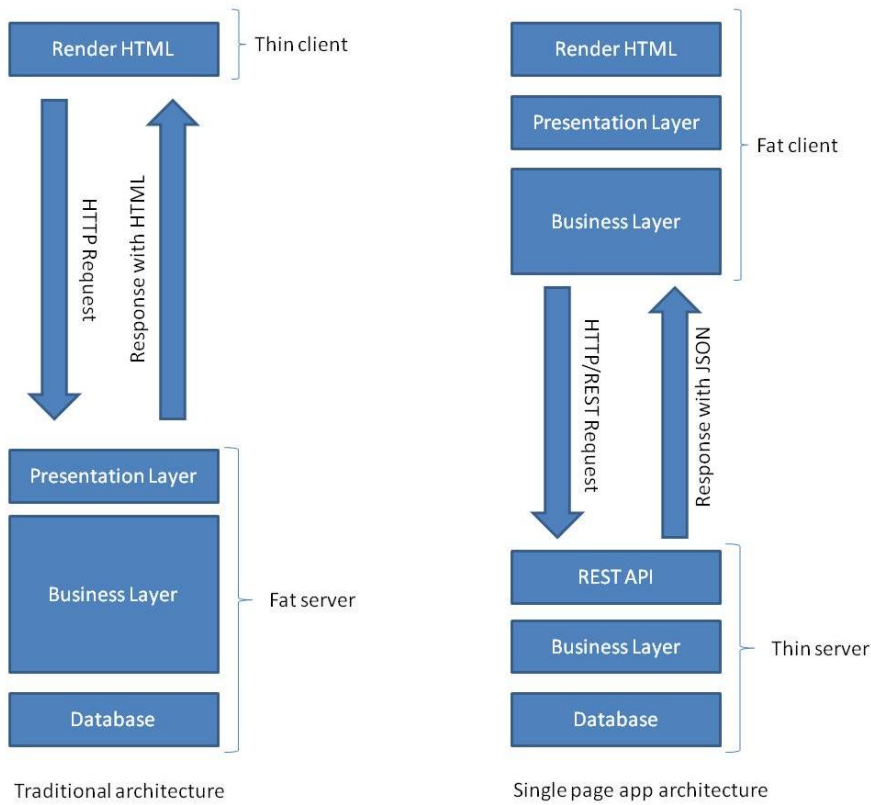 Render HTML
Thin client
HTTP Request
Response with HTML
Presentation Layer
Business Layer
Fat server
Database
Traditional architecture
Render HTML
Presentation Layer
Fat client
Business Layer
HTTP/REST Request
Response with JSON
REST API
Business Layer
Thin server
Database
Single page app architecture